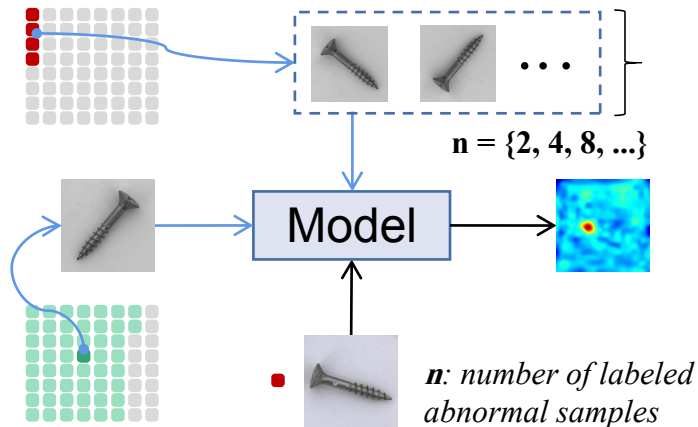 • • •
n = {2, 4, 8, ...}
Model
n: number of labeled
abnormal samples